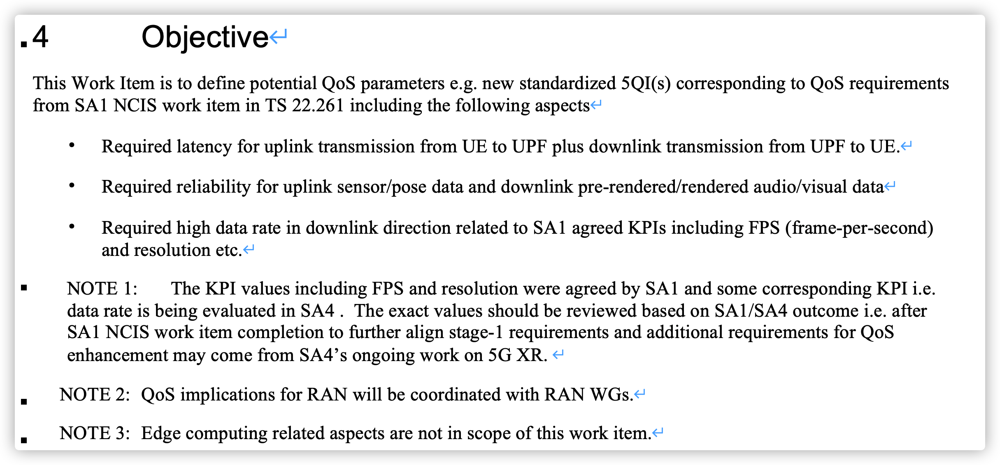 4 Objective
This Work Item is to define potential QoS parameters e.g. new standardized 5QI(s) corresponding to QoS requirements
from SA1 NCIS work item in TS 22.261 including the following aspects
• Required latency for uplink transmission from UE to UPF plus downlink transmission from UPF to UE.
• Required reliability for uplink sensor/pose data and downlink pre-rendered/rendered audio/visual data
• Required high data rate in downlink direction related to SA1 agreed KPIs including FPS (frame-per-second)
and resolution etc.
NOTE 1: The KPI values including FPS and resolution were agreed by SA1 and some corresponding KPI i.e.
data rate is being evaluated in SA4 . The exact values should be reviewed based on SA1/SA4 outcome i.e. after
SA1 NCIS work item completion to further align stage-1 requirements and additional requirements for QoS
enhancement may come from SA4’s ongoing work on 5G XR.
NOTE 2: QoS implications for RAN will be coordinated with RAN WGs.
NOTE 3: Edge computing related aspects are not in scope of this work item.